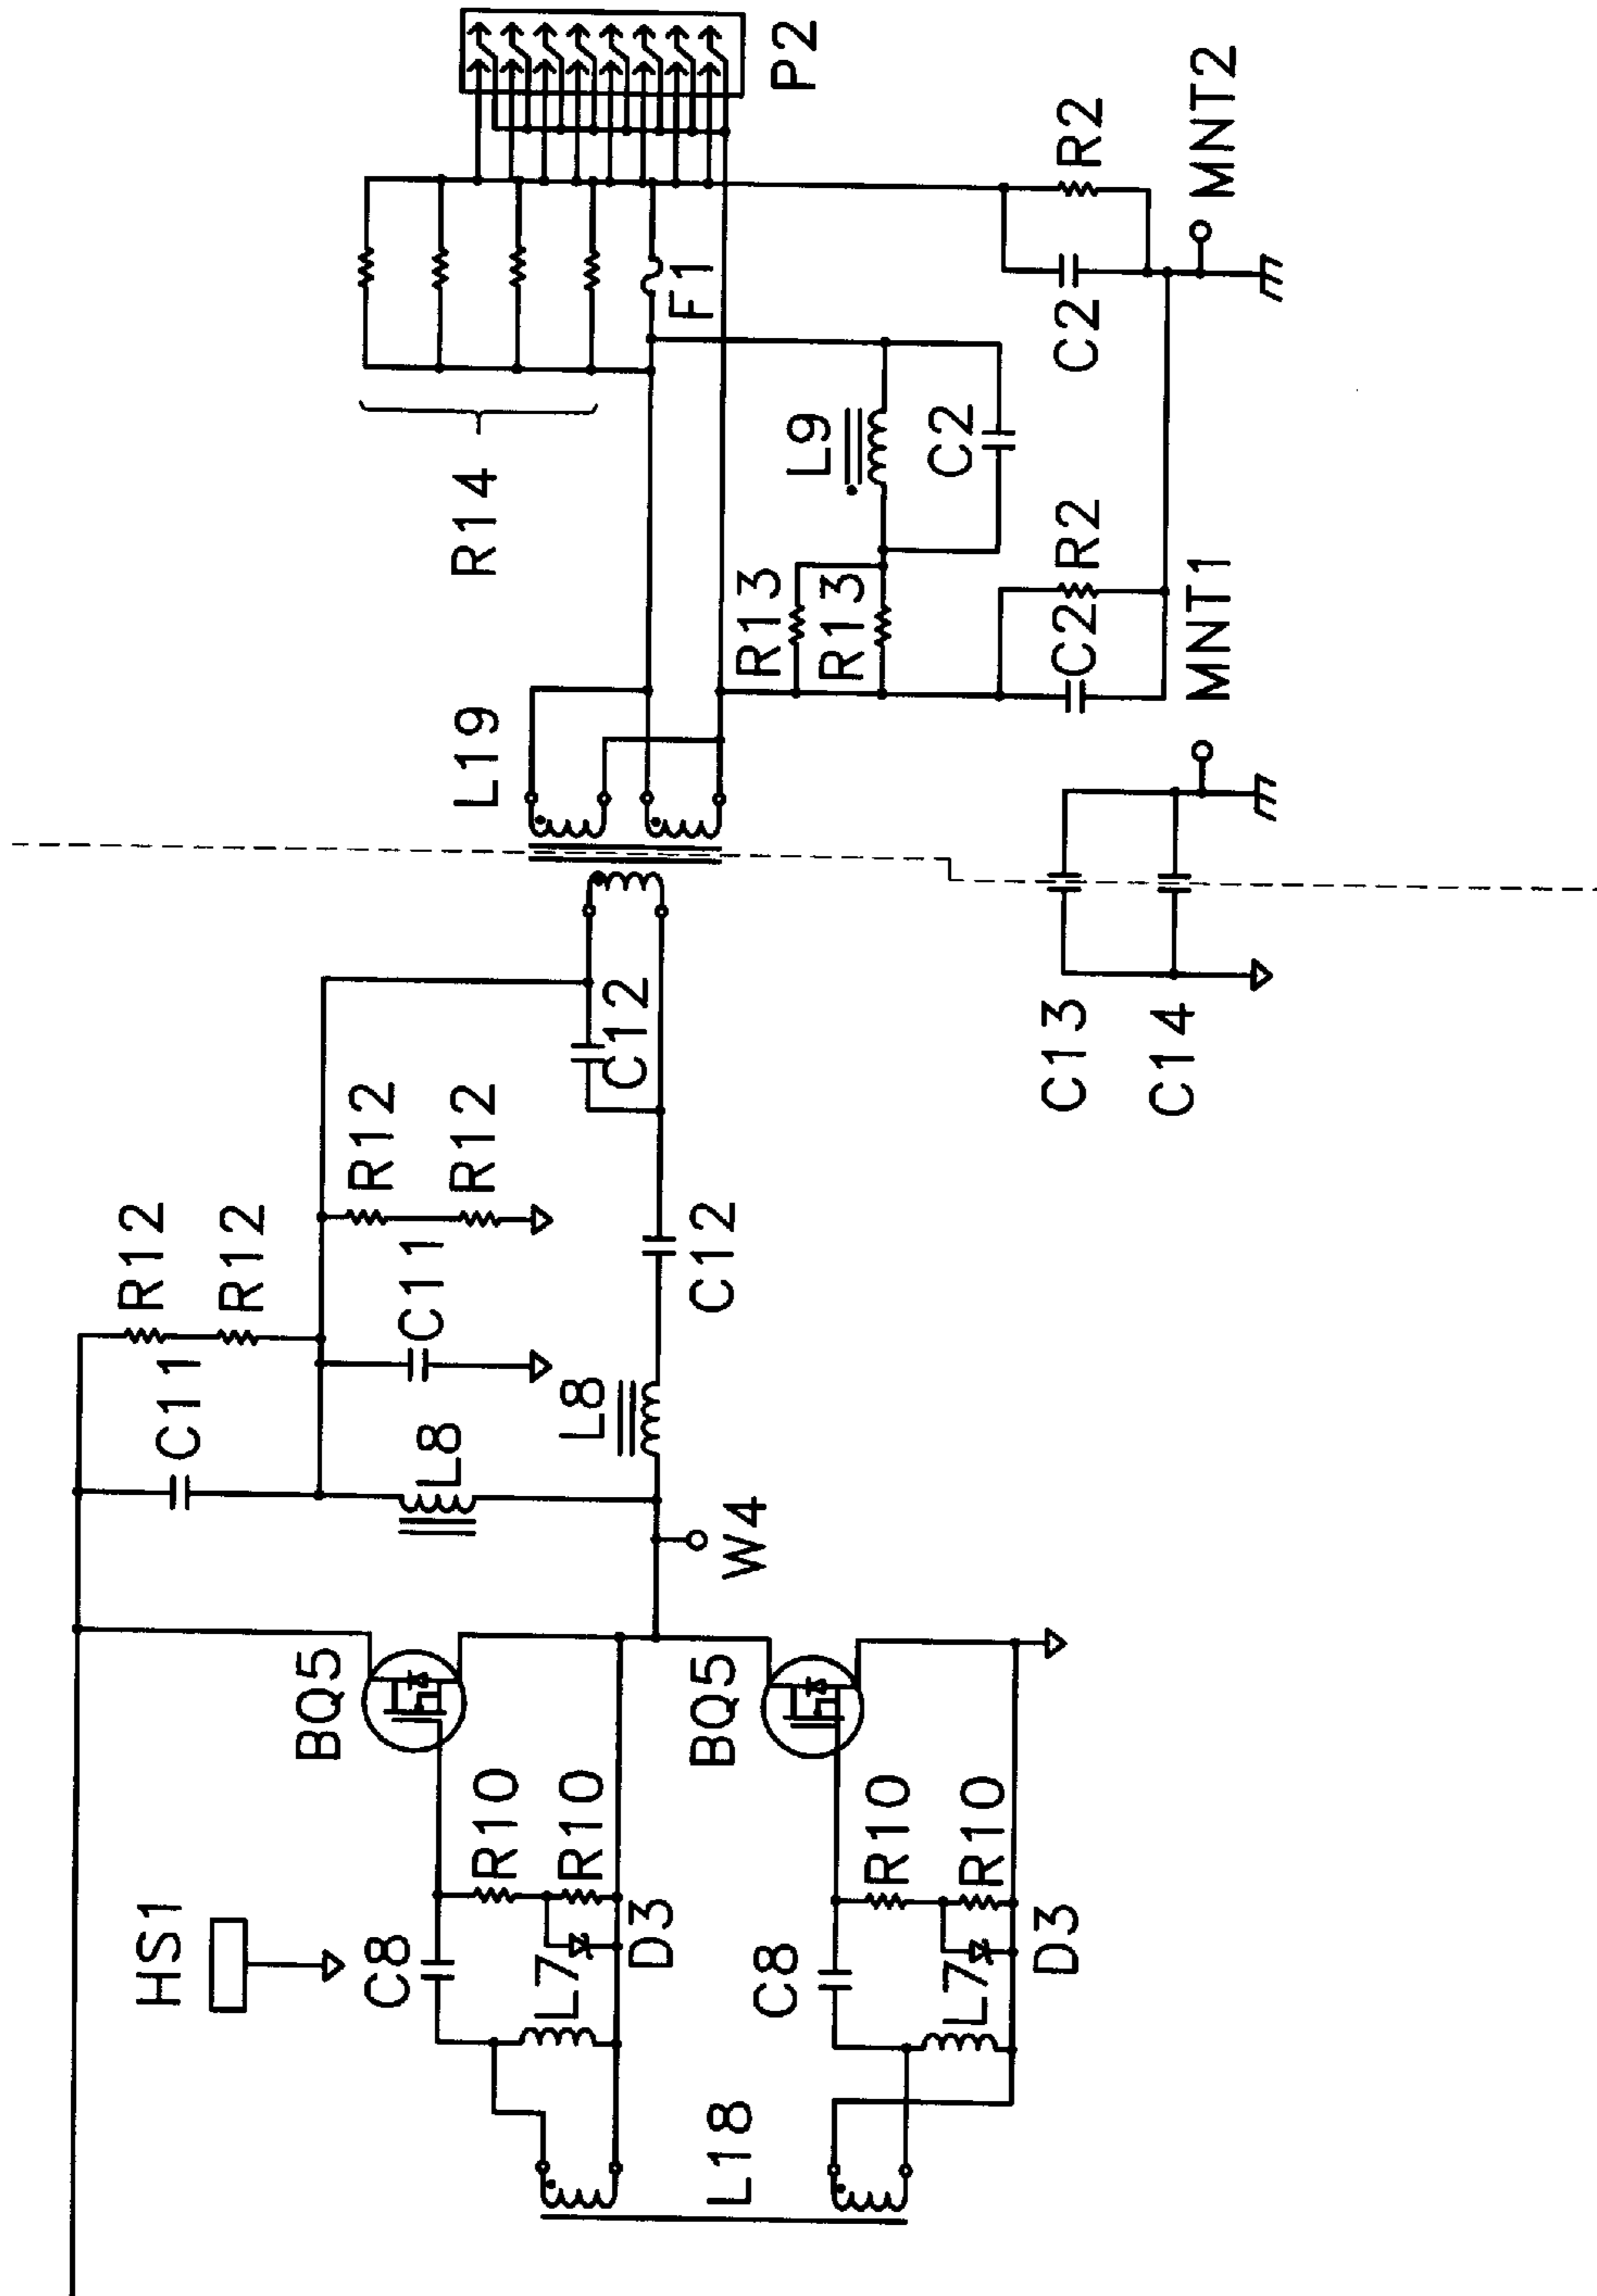 P2
R2
MNT2
F1
C2
R14
L9
C2
R2
R13
R13
C2
MNT1
L19
C12
C13
C14
R12
R12
R12
R12
C11
C12
C11
L8
L8
W4
BQ5
BQ5
R10
R10
R10
R10
HS1
C8
D3
L7
C8
D3
L7
L18